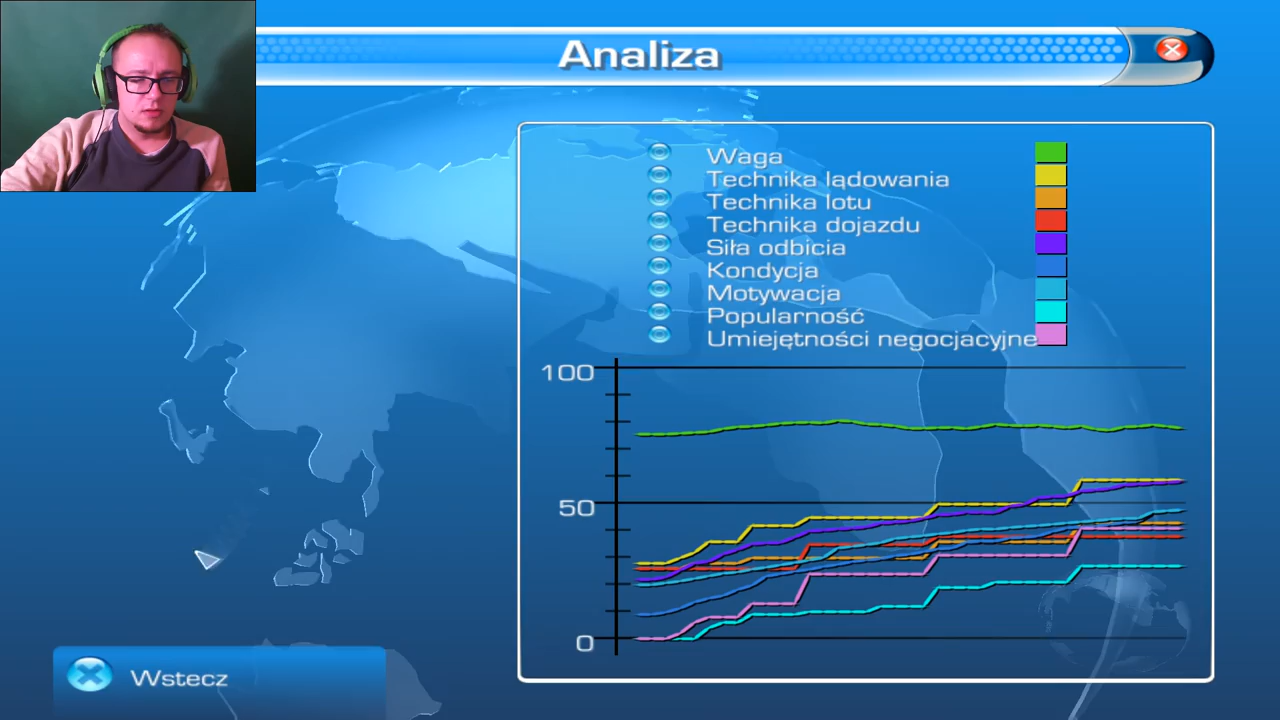 Analiza
Waga
Technika lądowania
Technika lotu
Technika dojazdu
Siła odbicia
Kondycja
Motywacja
Popularność
Umiejętności negocjacyjne
100
50
0
Wstecz